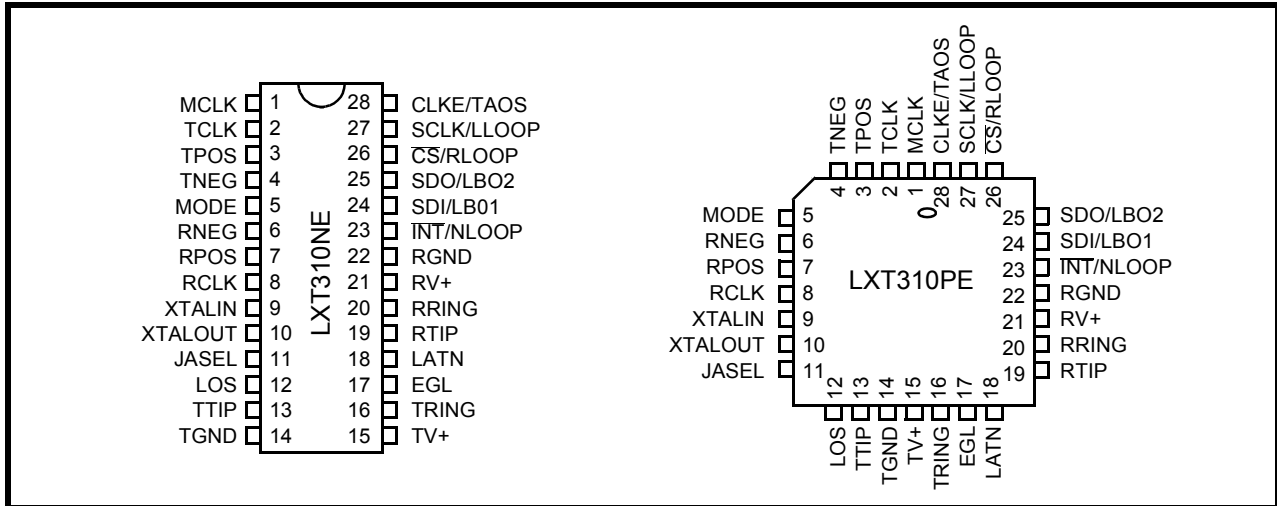 MCLK 1 28 CLKE/TAOS
TCLK 2 27 SCLK/LLOOP
TPOS 3 26 C̅S̅/RLOOP
TNEG 4 25 SDO/LBO2
MODE 5 24 SDI/LB01
RNEG 6 23 I̅N̅T̅/NLOOP
RPOS 7 22 RGND
RCLK 8 21 RV+
XTALIN 9 20 RRING
XTALOUT 10 19 RTIP
JASEL 11 18 LATN
LOS 12 17 EGL
TTIP 13 16 TRING
TGND 14 15 TV+
LXT310NE
TNEG
TPOS
TCLK
MCLK
CLKE/TAOS
SCLK/LLOOP
C̅S̅/RLOOP
4 3 2 1 28 27 26
MODE 5 25 SDO/LBO2
RNEG 6 24 SDI/LBO1
RPOS 7 23 I̅N̅T̅/NLOOP
LXT310PE
RCLK 8 22 RGND
XTALIN 9 21 RV+
XTALOUT 10 20 RRING
JASEL 11 19 RTIP
12 13 14 15 16 17 18
LOS
TTIP
TGND
TV+
TRING
EGL
LATN